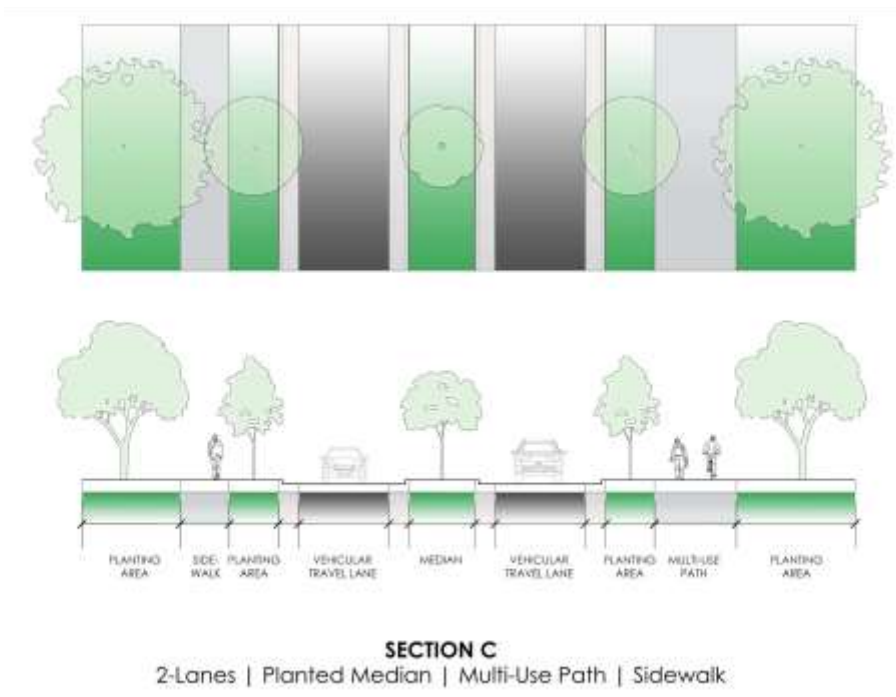 PLANTING
AREA
SIDE-
WALK
PLANTING
AREA
VEHICULAR
TRAVEL LANE
MEDIAN
VEHICULAR
TRAVEL LANE
PLANTING
AREA
MULTI-USE
PATH
PLANTING
AREA
SECTION C
2-Lanes | Planted Median | Multi-Use Path | Sidewalk